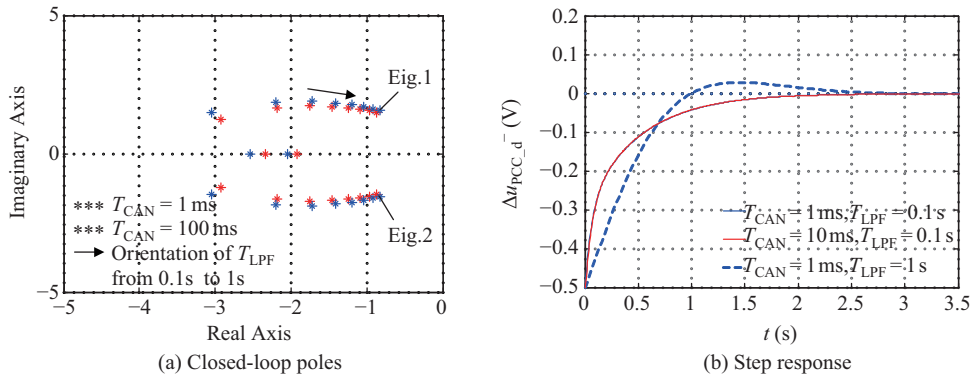 5
0
−5
−5
−4
−3
−2
−1
0
Imaginary Axis
Real Axis
Eig.1
Eig.2
*** T_CAN = 1 ms
*** T_CAN = 100 ms
Orientation of T_LPF
from 0.1s to 1s
(a) Closed-loop poles
0.2
0.1
0
−0.1
−0.2
−0.3
−0.4
−0.5
0
0.5
1
1.5
2
2.5
3
3.5
Δu_PCC_d^− (V)
t (s)
T_CAN = 1 ms,T_LPF = 0.1 s
T_CAN = 10 ms,T_LPF = 0.1 s
T_CAN = 1 ms,T_LPF = 1 s
(b) Step response